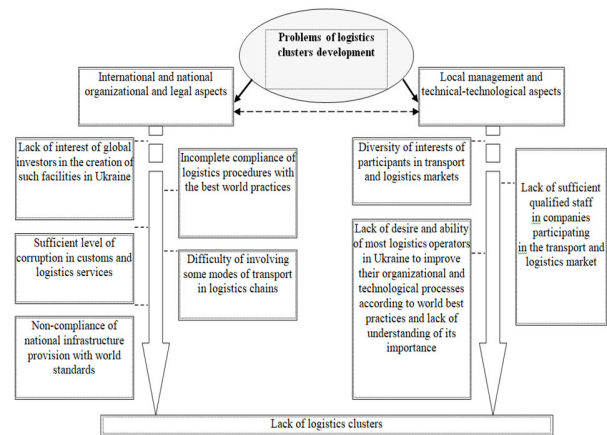 Problems of logistics
clusters development
International and national
organizational and legal aspects
Local management and
technical-technological aspects
Lack of interest of global
investors in the creation of
such facilities in Ukraine
Incomplete compliance of
logistics procedures with
the best world practices
Sufficient level of
corruption in customs and
logistics services
Difficulty of involving
some modes of transport
in logistics chains
Non-compliance of
national infrastructure
provision with world
standards
Diversity of interests of
participants in transport
and logistics markets
Lack of sufficient
qualified staff
in companies
participating
in the transport and
logistics market
Lack of desire and ability
of most logistics operators
in Ukraine to improve
their organizational and
technological processes
according to world best
practices and lack of
understanding of its
importance
Lack of logistics clusters